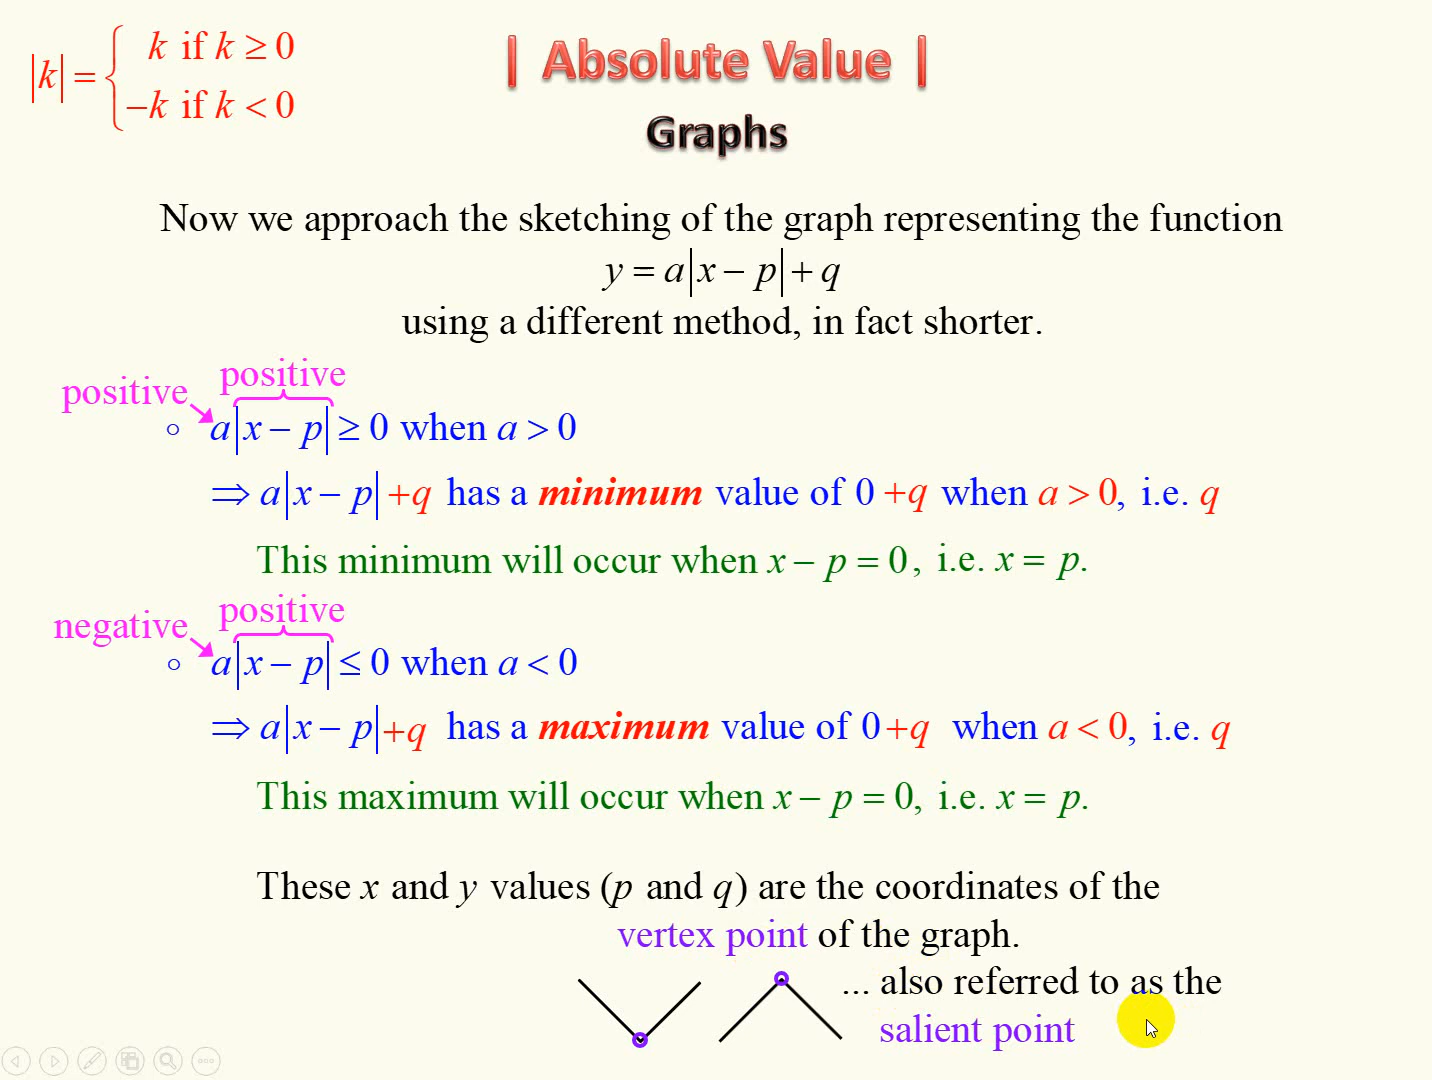 |k| = { k if k ≥ 0
−k if k < 0
| Absolute Value |
Graphs
Now we approach the sketching of the graph representing the function
y = a|x − p| + q
using a different method, in fact shorter.
positive positive
∘ a|x − p| ≥ 0 when a > 0
⇒ a|x − p| +q has a minimum value of 0 +q when a > 0, i.e. q
This minimum will occur when x − p = 0, i.e. x = p.
negative positive
∘ a|x − p| ≤ 0 when a < 0
⇒ a|x − p| +q has a maximum value of 0 +q when a < 0, i.e. q
This maximum will occur when x − p = 0, i.e. x = p.
These x and y values (p and q) are the coordinates of the
vertex point of the graph.
... also referred to as the
salient point